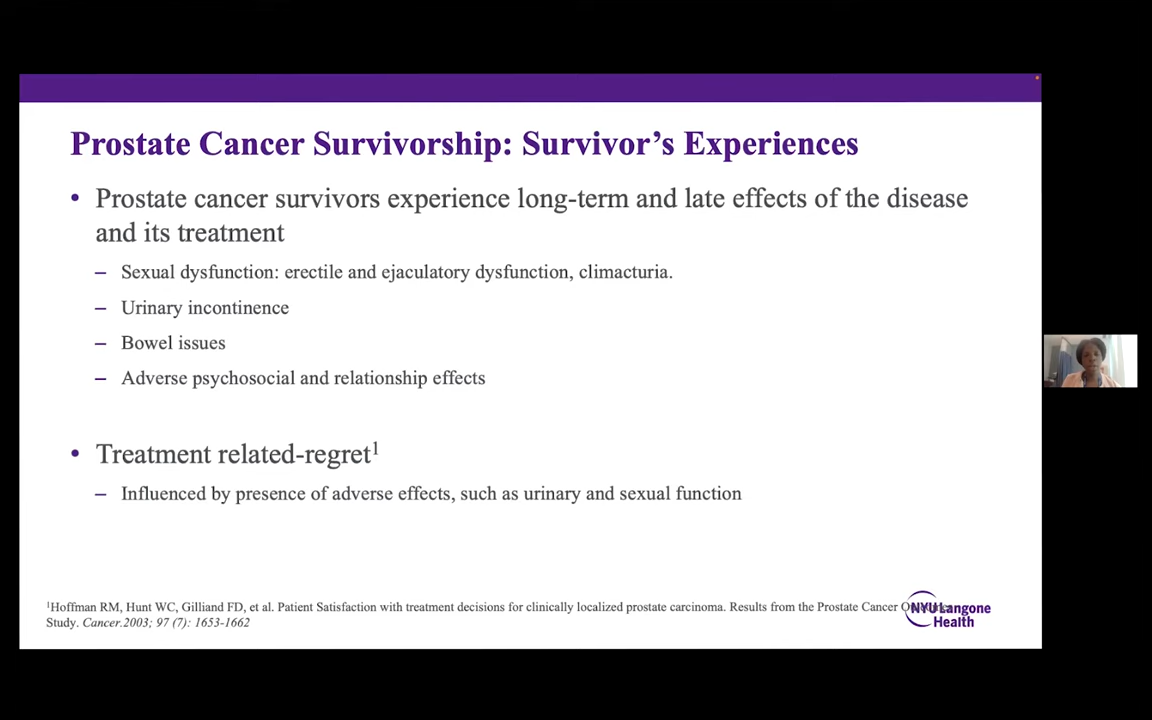 Prostate Cancer Survivorship: Survivor's Experiences
• Prostate cancer survivors experience long-term and late effects of the disease
and its treatment
– Sexual dysfunction: erectile and ejaculatory dysfunction, climacturia.
– Urinary incontinence
– Bowel issues
– Adverse psychosocial and relationship effects
• Treatment related-regret¹
– Influenced by presence of adverse effects, such as urinary and sexual function
¹Hoffman RM, Hunt WC, Gilliand FD, et al. Patient Satisfaction with treatment decisions for clinically localized prostate carcinoma. Results from the Prostate Cancer
Study. Cancer.2003; 97 (7): 1653-1662
NYU Langone
Health